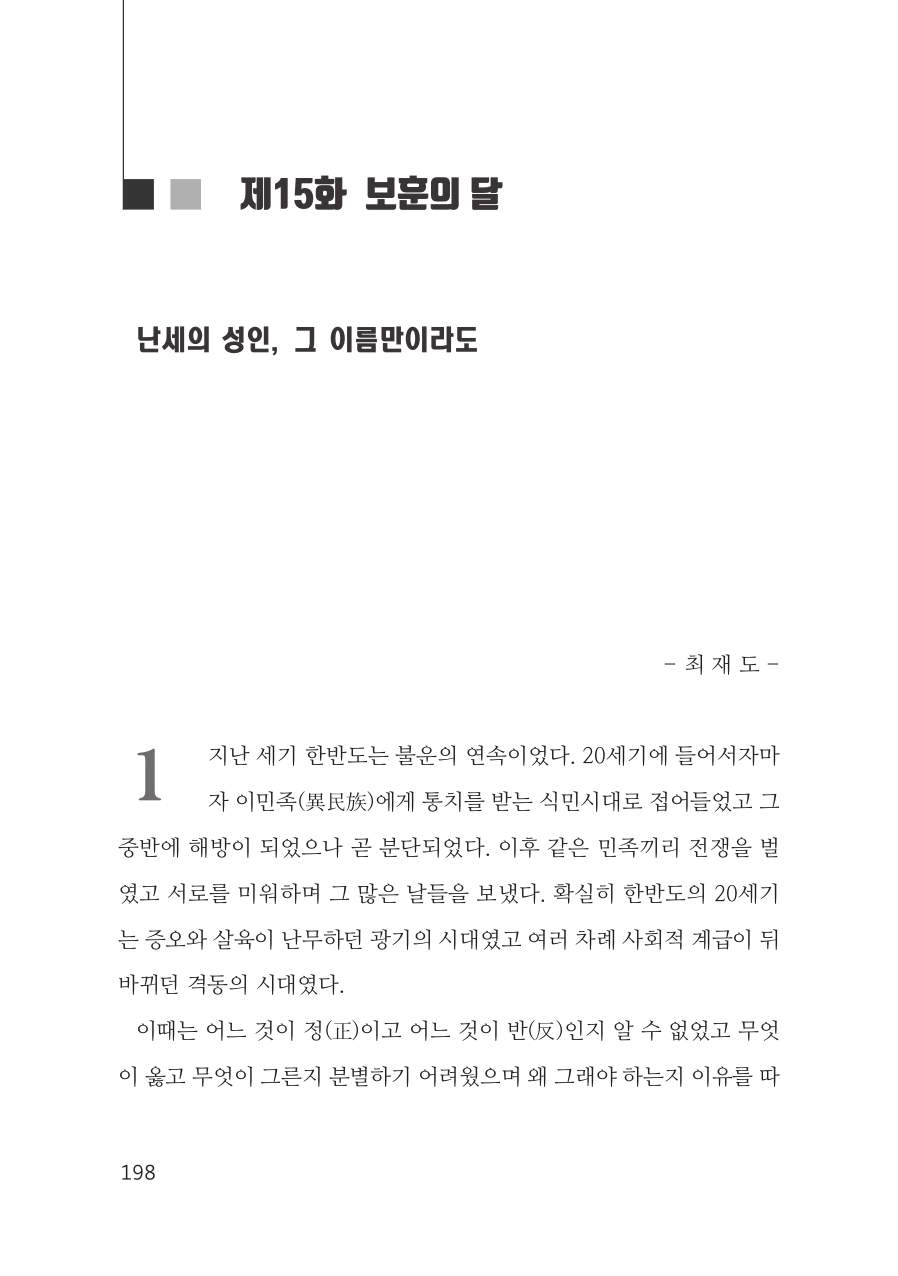 제15화 보훈의 달
난세의 성인, 그 이름만이라도
- 최 재 도 -
1
지난 세기 한반도는 불운의 연속이었다. 20세기에 들어서자마
자 이민족(異民族)에게 통치를 받는 식민시대로 접어들었고 그
중반에 해방이 되었으나 곧 분단되었다. 이후 같은 민족끼리 전쟁을 벌
였고 서로를 미워하며 그 많은 날들을 보냈다. 확실히 한반도의 20세기
는 증오와 살육이 난무하던 광기의 시대였고 여러 차례 사회적 계급이 뒤
바뀌던 격동의 시대였다.
이때는 어느 것이 정(正)이고 어느 것이 반(反)인지 알 수 없었고 무엇
이 옳고 무엇이 그른지 분별하기 어려웠으며 왜 그래야 하는지 이유를 따
198